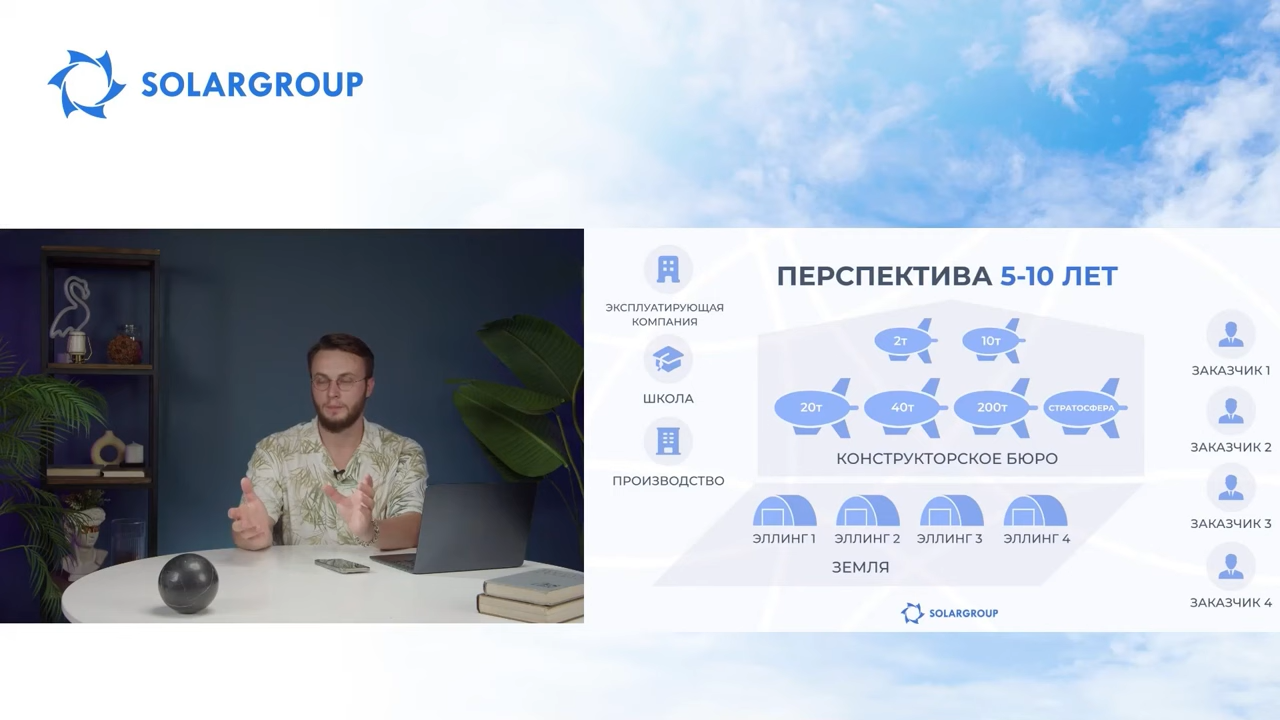 SOLARGROUP
ПЕРСПЕКТИВА 5-10 ЛЕТ
ЭКСПЛУАТИРУЮЩАЯ
КОМПАНИЯ
ШКОЛА
ПРОИЗВОДСТВО
2т
10т
20т
40т
200т
СТРАТОСФЕРА
КОНСТРУКТОРСКОЕ БЮРО
ЭЛЛИНГ 1
ЭЛЛИНГ 2
ЭЛЛИНГ 3
ЭЛЛИНГ 4
ЗЕМЛЯ
ЗАКАЗЧИК 1
ЗАКАЗЧИК 2
ЗАКАЗЧИК 3
ЗАКАЗЧИК 4
SOLARGROUP